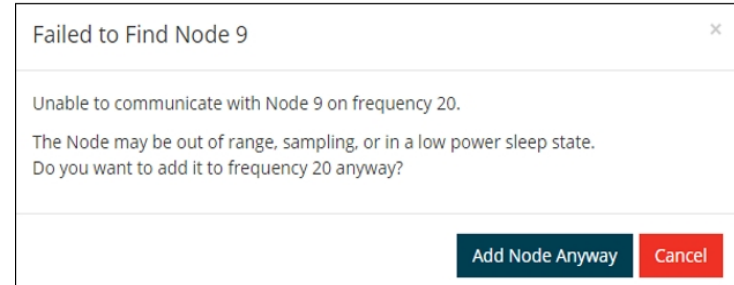 Failed to Find Node 9
×
Unable to communicate with Node 9 on frequency 20.
The Node may be out of range, sampling, or in a low power sleep state.
Do you want to add it to frequency 20 anyway?
Add Node Anyway Cancel